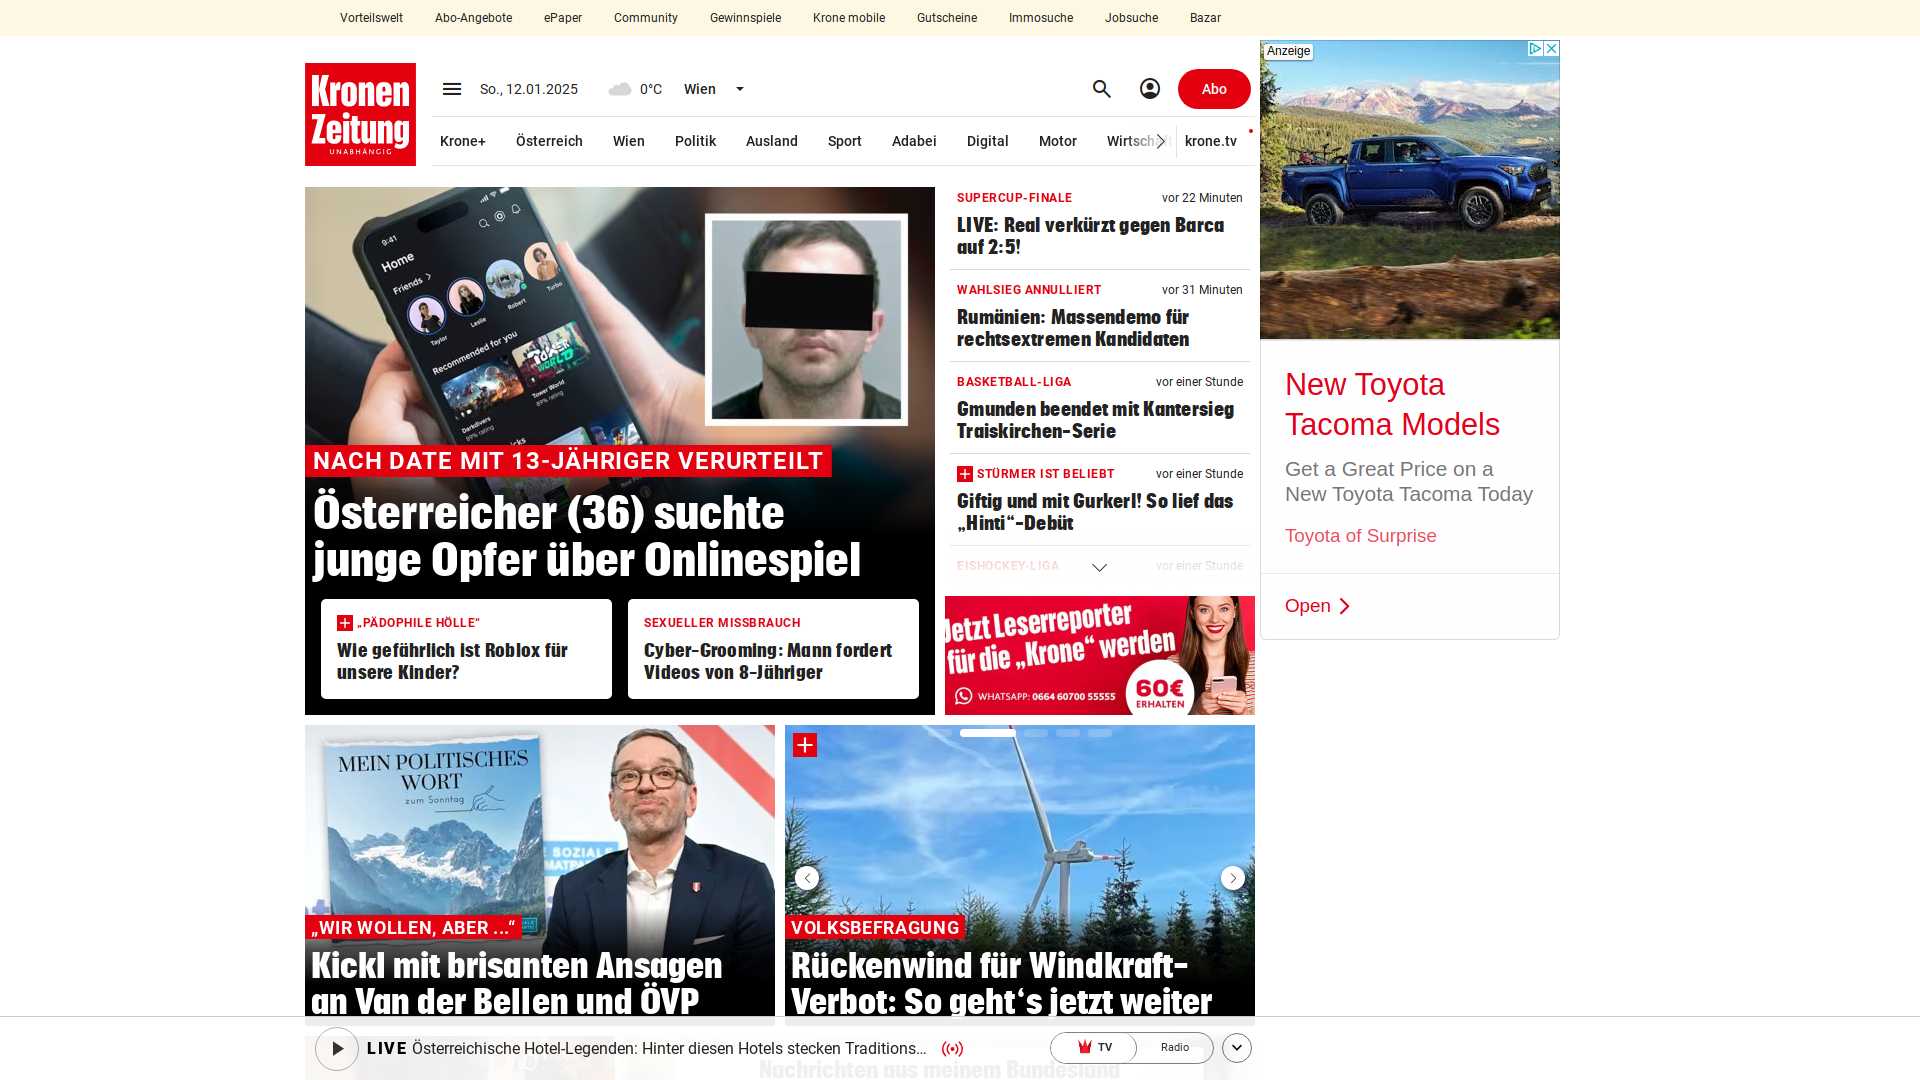 Vorteilswelt
Abo-Angebote
ePaper
Community
Gewinnspiele
Krone mobile
Gutscheine
Immosuche
Jobsuche
Bazar
Kronen
Zeitung
UNABHÄNGIG
So., 12.01.2025
0°C
Wien
Abo
Krone+
Österreich
Wien
Politik
Ausland
Sport
Adabei
Digital
Motor
Wirtschaft
krone.tv
9:41
Home
Friends
Taylor
Leslie
Robert
Turbo
Recommended for you
Darkdivers
89% rating
Tower World
89% rating
NACH DATE MIT 13-JÄHRIGER VERURTEILT
Österreicher (36) suchte
junge Opfer über Onlinespiel
„PÄDOPHILE HÖLLE“
Wie gefährlich ist Roblox für
unsere Kinder?
SEXUELLER MISSBRAUCH
Cyber-Grooming: Mann fordert
Videos von 8-Jähriger
SUPERCUP-FINALE
vor 22 Minuten
LIVE: Real verkürzt gegen Barca
auf 2:5!
WAHLSIEG ANNULLIERT
vor 31 Minuten
Rumänien: Massendemo für
rechtsextremen Kandidaten
BASKETBALL-LIGA
vor einer Stunde
Gmunden beendet mit Kantersieg
Traiskirchen-Serie
STÜRMER IST BELIEBT
vor einer Stunde
Giftig und mit Gurkerl! So lief das
„Hinti“-Debüt
EISHOCKEY-LIGA
vor einer Stunde
Jetzt Leserreporter
für die „Krone“ werden
WHATSAPP: 0664 60700 55555
60€
ERHALTEN
Anzeige
New Toyota
Tacoma Models
Get a Great Price on a
New Toyota Tacoma Today
Toyota of Surprise
Open
MEIN POLITISCHES
WORT
zum Sonntag
E SOZIALE
„WIR WOLLEN, ABER ...“
Kickl mit brisanten Ansagen
an Van der Bellen und ÖVP
VOLKSBEFRAGUNG
Rückenwind für Windkraft-
Verbot: So geht‘s jetzt weiter
LIVE Österreichische Hotel-Legenden: Hinter diesen Hotels stecken Traditions...
TV
Radio
Nachrichten aus meinem Bundesland